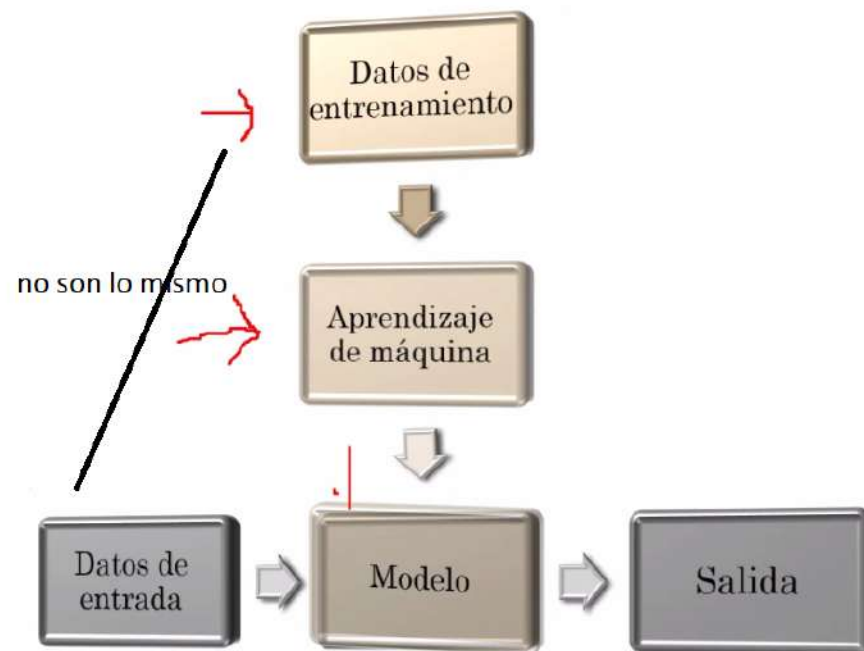 Datos de
entrenamiento
no son lo mismo
Aprendizaje
de máquina
Datos de
entrada
Modelo
Salida